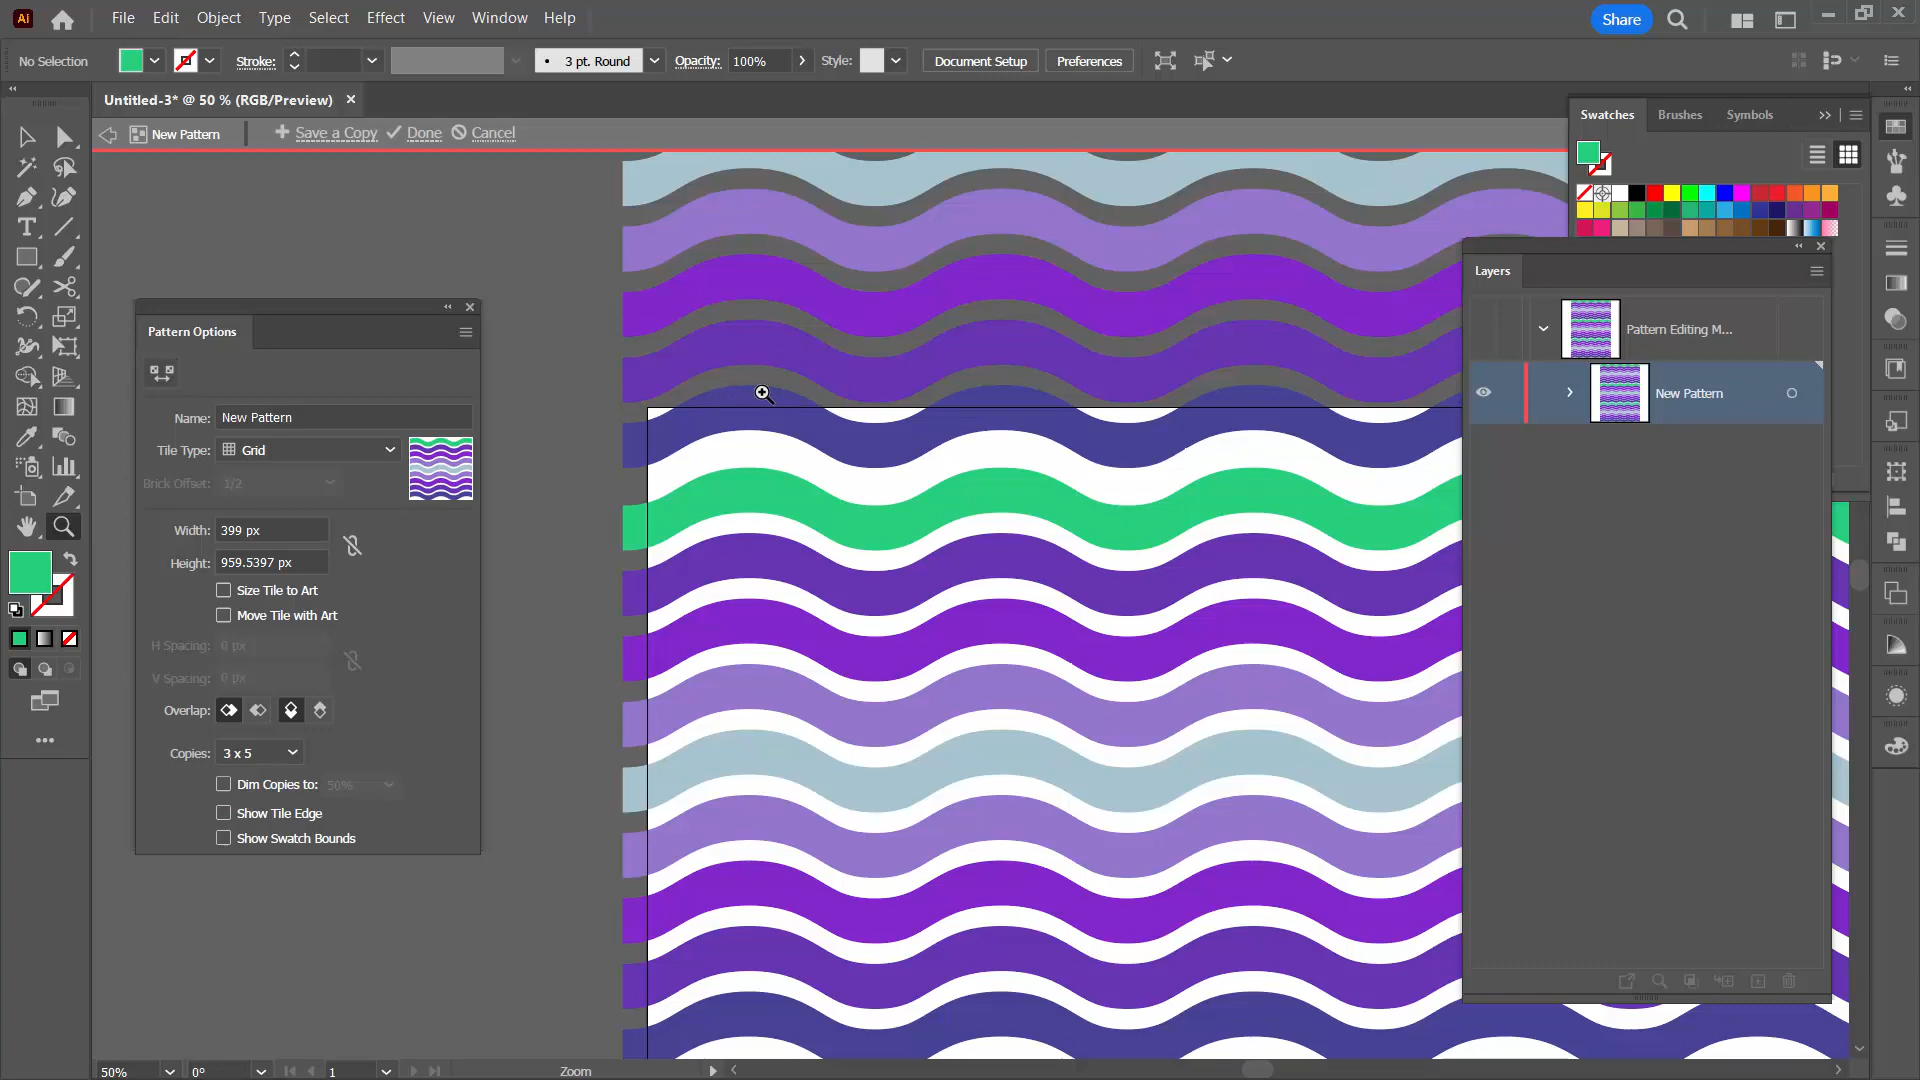 Ai File Edit Object Type Select Effect View Window Help Share
No Selection Stroke: 3 pt. Round Opacity: 100% Style: Document Setup Preferences
Untitled-3* @ 50 % (RGB/Preview)
New Pattern Save a Copy Done Cancel
Swatches Brushes Symbols
Layers
Pattern Editing M...
New Pattern
Pattern Options
Name: New Pattern
Tile Type: Grid
Brick Offset: 1/2
Width: 399 px
Height: 959.5397 px
Size Tile to Art
Move Tile with Art
H Spacing: 0 px
V Spacing: 0 px
Overlap:
Copies: 3 x 5
Dim Copies to: 50%
Show Tile Edge
Show Swatch Bounds
50% 0° 1 Zoom